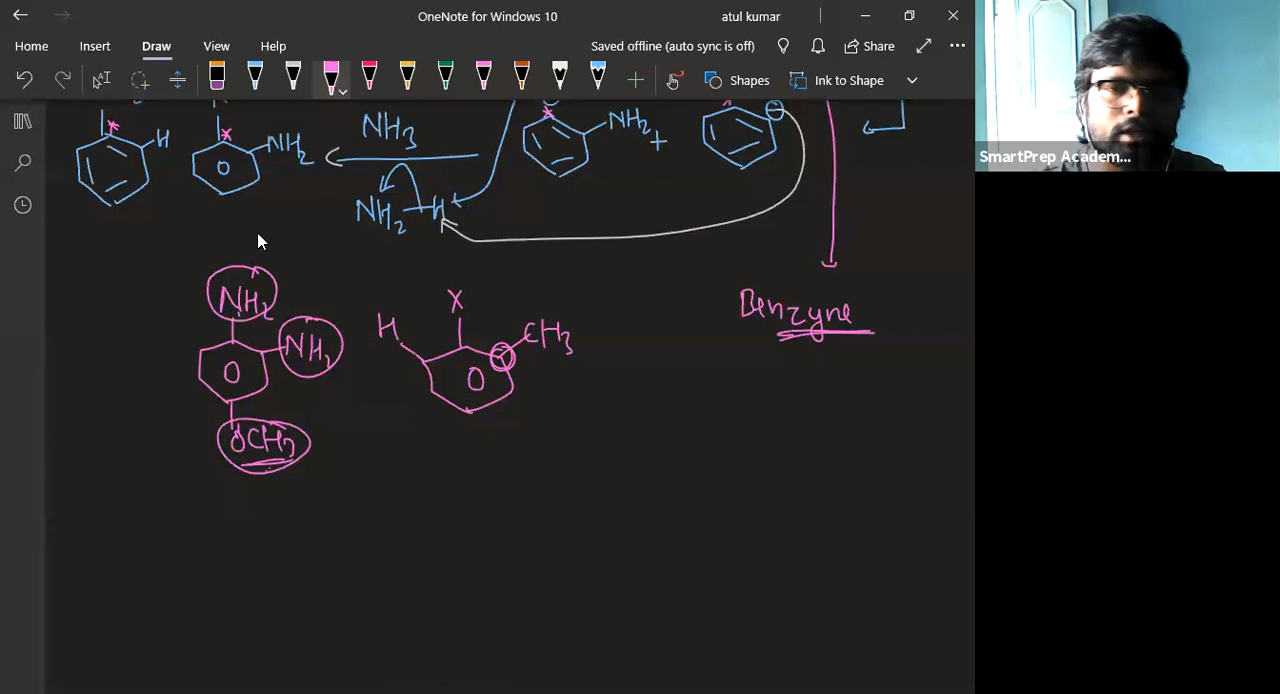 OneNote for Windows 10
atul kumar
Home Insert Draw View Help
Saved offline (auto sync is off)
Share
Shapes
Ink to Shape
SmartPrep Academ...
H
NH2
NH3
NH2
+
NH2—H
NH2
NH2
OCH3
H
X
CH3
Benzyne